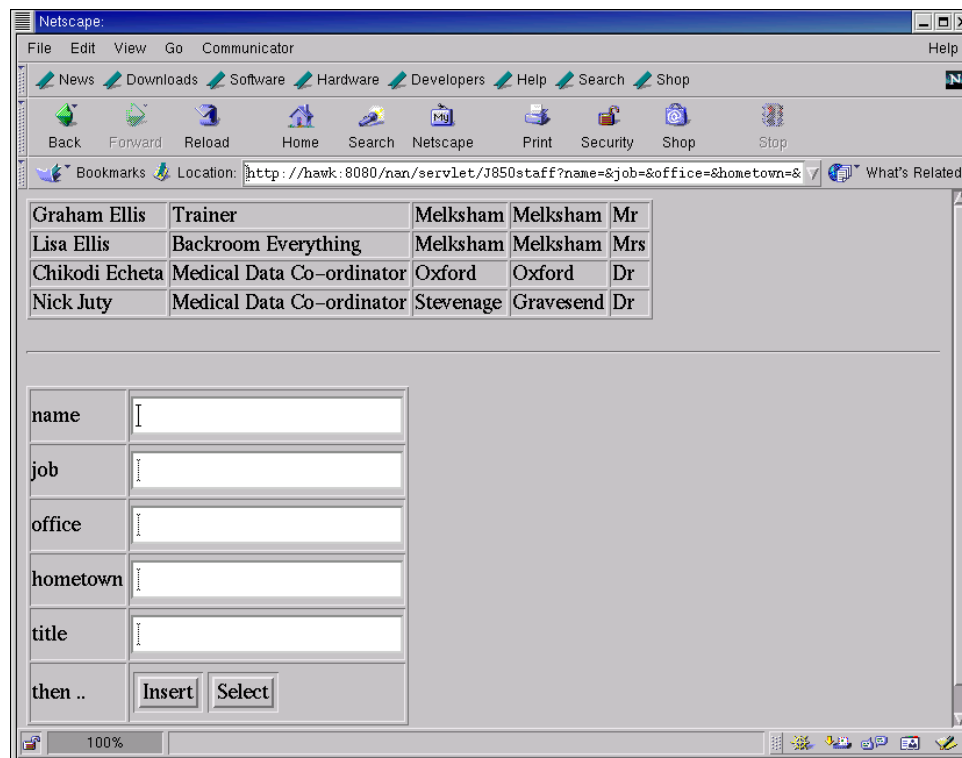 Netscape:
File Edit View Go Communicator Help
News Downloads Software Hardware Developers Help Search Shop
N
My
Back Forward Reload Home Search Netscape Print Security Shop Stop
Bookmarks Location: http://hawk:8080/nan/servlet/J850staff?name=&job=&office=&hometown=& What's Related
Graham Ellis Trainer Melksham Melksham Mr
Lisa Ellis Backroom Everything Melksham Melksham Mrs
Chikodi Echeta Medical Data Co-ordinator Oxford Oxford Dr
Nick Juty Medical Data Co-ordinator Stevenage Gravesend Dr
name
job
office
hometown
title
then .. Insert Select
100%